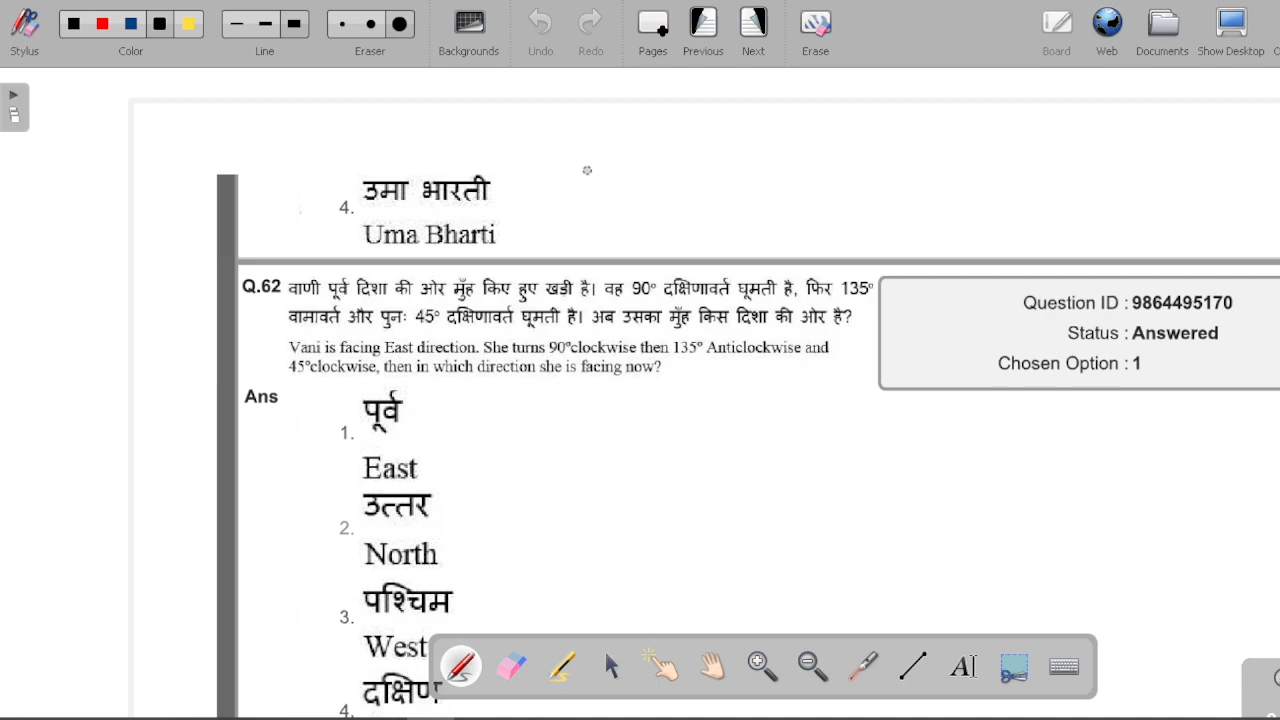 Stylus
Color
Line
Eraser
Backgrounds
Undo
Redo
Pages
Previous
Next
Erase
Board
Web
Documents
Show Desktop
4. उमा भारती
Uma Bharti
Q.62 वाणी पूर्व दिशा की ओर मुँह किए हुए खड़ी है। वह 90° दक्षिणावर्त घूमती है, फिर 135°
वामावर्त और पुनः 45° दक्षिणावर्त घूमती है। अब उसका मुँह किस दिशा की ओर है?
Vani is facing East direction. She turns 90°clockwise then 135° Anticlockwise and
45°clockwise, then in which direction she is facing now?
Question ID : 9864495170
Status : Answered
Chosen Option : 1
Ans
1. पूर्व
East
2. उत्तर
North
3. पश्चिम
West
4. दक्षिण